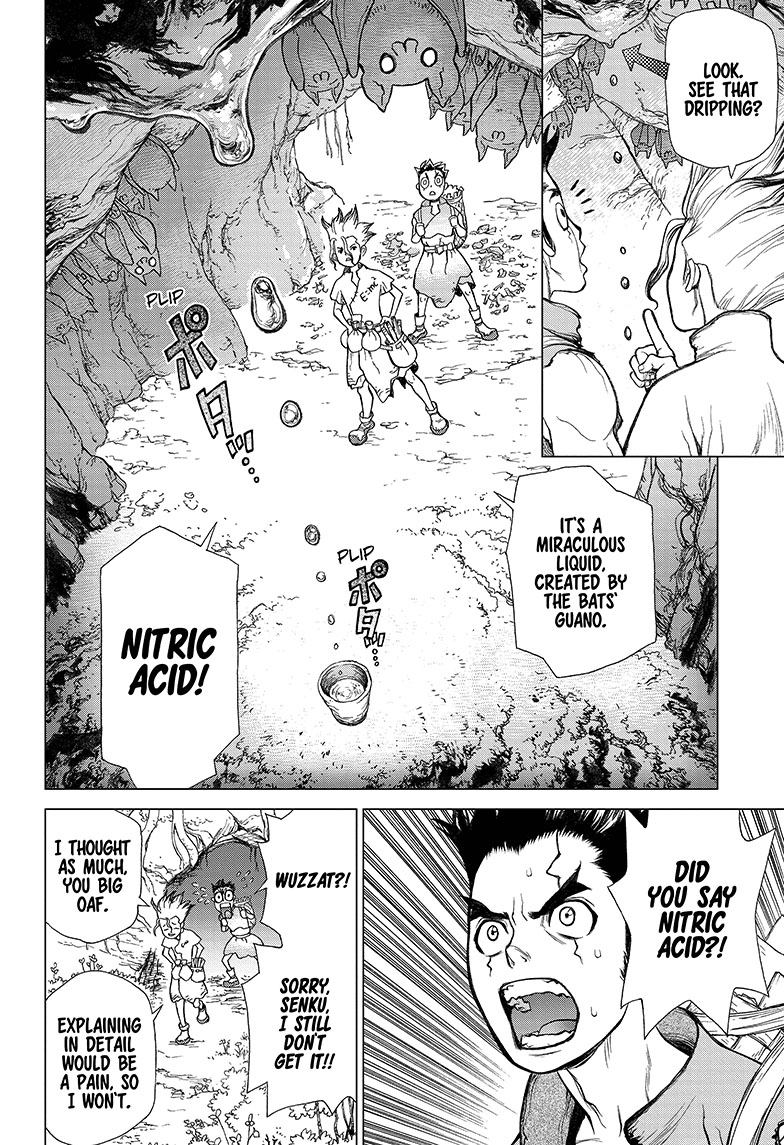 LOOK.
SEE THAT
DRIPPING?
PLIP
ポタッ…
IT'S A
MIRACULOUS
LIQUID,
CREATED BY
THE BATS'
GUANO.
PLIP
ポタッ…
NITRIC
ACID!
DID
YOU SAY
NITRIC
ACID?!
WUZZAT?!
SORRY,
SENKU,
I STILL
DON'T
GET IT!!
I THOUGHT
AS MUCH,
YOU BIG
OAF.
EXPLAINING
IN DETAIL
WOULD BE
A PAIN, SO
I WON'T.